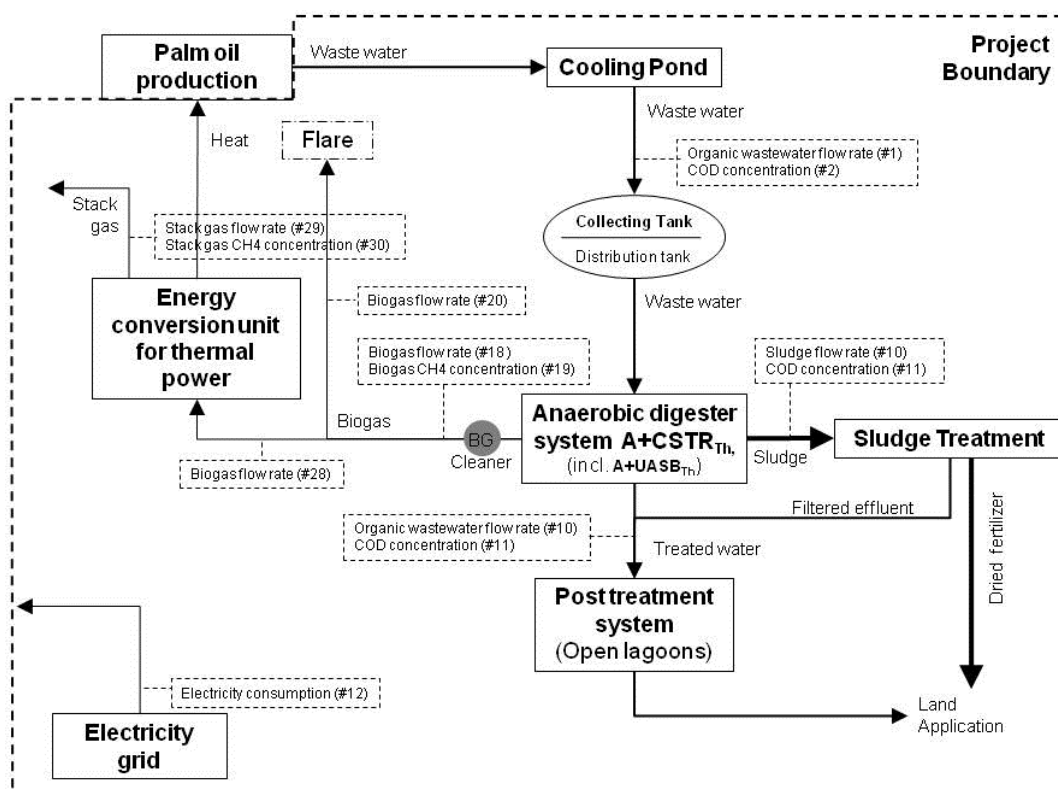 Palm oil
production
Waste water
Cooling Pond
Project
Boundary
Heat
Flare
Waste water
Organic wastewater flow rate (#1)
COD concentration (#2)
Stack
gas
Stack gas flow rate (#29)
Stack gas CH4 concentration (#30)
Collecting Tank
Distribution tank
Energy
conversion unit
for thermal
power
Biogas flow rate (#20)
Waste water
Biogas flow rate (#18)
Biogas CH4 concentration (#19)
Sludge flow rate (#10)
COD concentration (#11)
Biogas
BG
Cleaner
Anaerobic digester
system A+CSTRTh,
(incl. A+UASBTh)
Sludge
Sludge Treatment
Biogas flow rate (#28)
Filtered effluent
Organic wastewater flow rate (#10)
COD concentration (#11)
Treated water
Dried fertilizer
Post treatment
system
(Open lagoons)
Electricity consumption (#12)
Land
Application
Electricity
grid